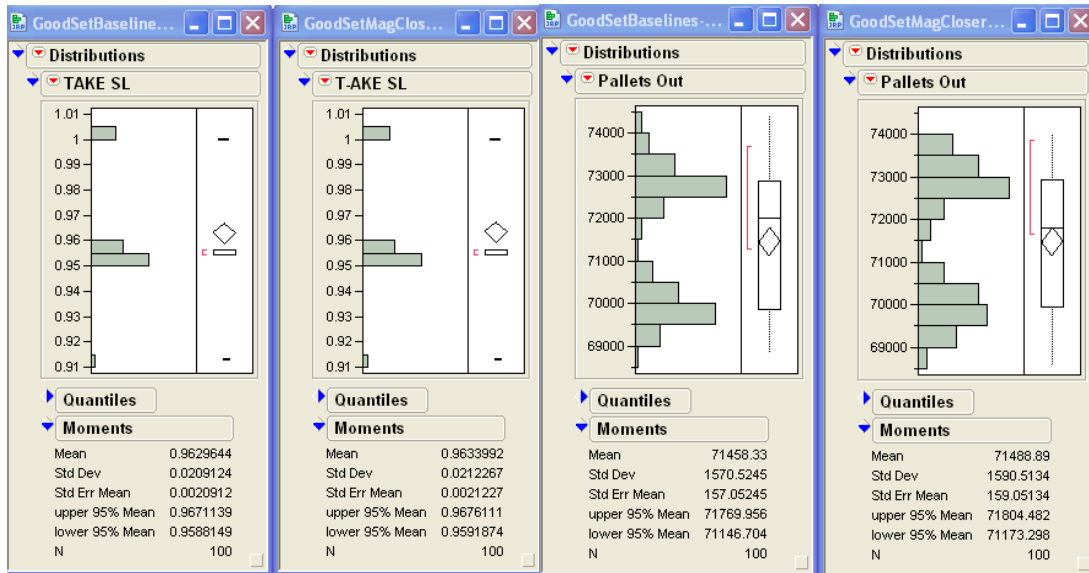 GoodSetBaseline...
Distributions
TAKE SL
1.01
1
0.99
0.98
0.97
0.96
0.95
0.94
0.93
0.92
0.91
Quantiles
Moments
Mean 0.9629644
Std Dev 0.0209124
Std Err Mean 0.0020912
upper 95% Mean 0.9671139
lower 95% Mean 0.9588149
N 100
GoodSetMagClos...
Distributions
T-AKE SL
1.01
1
0.99
0.98
0.97
0.96
0.95
0.94
0.93
0.92
0.91
Quantiles
Moments
Mean 0.9633992
Std Dev 0.0212267
Std Err Mean 0.0021227
upper 95% Mean 0.9676111
lower 95% Mean 0.9591874
N 100
GoodSetBaselines-...
Distributions
Pallets Out
74000
73000
72000
71000
70000
69000
Quantiles
Moments
Mean 71458.33
Std Dev 1570.5245
Std Err Mean 157.05245
upper 95% Mean 71769.956
lower 95% Mean 71146.704
N 100
GoodSetMagCloser...
Distributions
Pallets Out
74000
73000
72000
71000
70000
69000
Quantiles
Moments
Mean 71488.89
Std Dev 1590.5134
Std Err Mean 159.05134
upper 95% Mean 71804.482
lower 95% Mean 71173.298
N 100